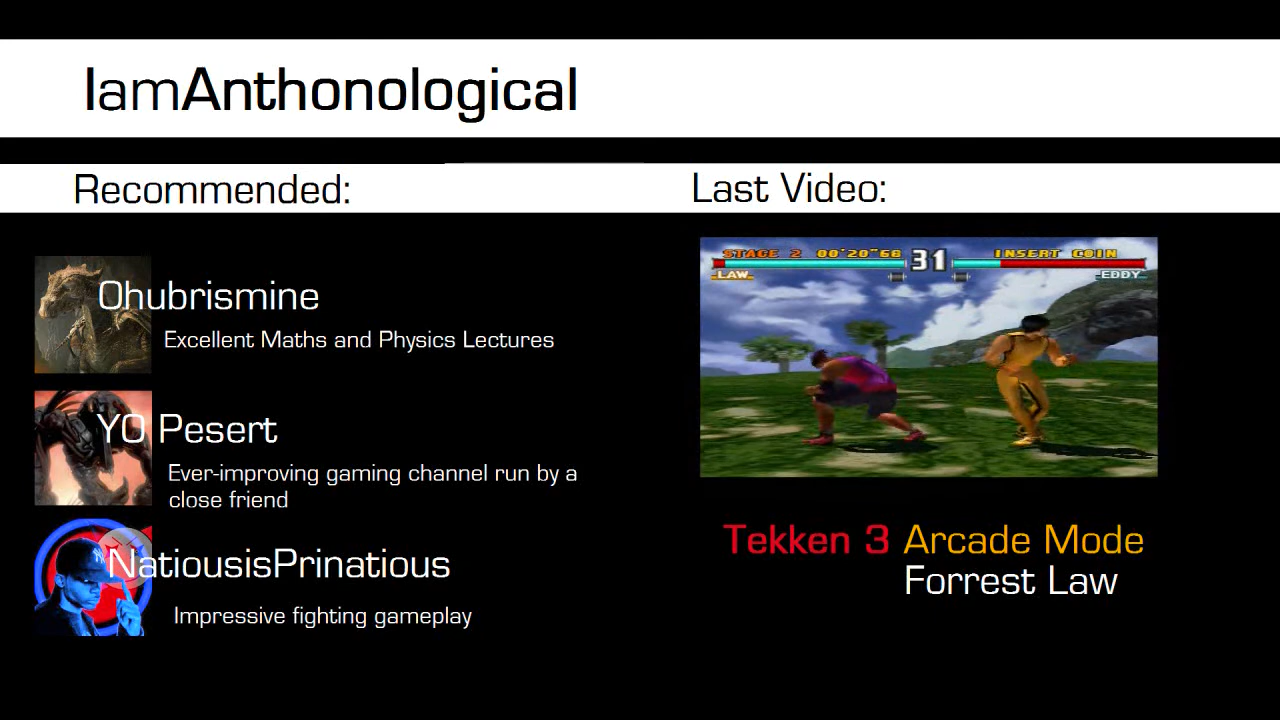 IamAnthonological
Recommended:
Ohubrismine
Excellent Maths and Physics Lectures
YO Pesert
Ever-improving gaming channel run by a
close friend
NatiousisPrinatious
Impressive fighting gameplay
Last Video:
STAGE 2 00'20"68 31 INSERT COIN
LAW EDDY
Tekken 3 Arcade Mode
Forrest Law